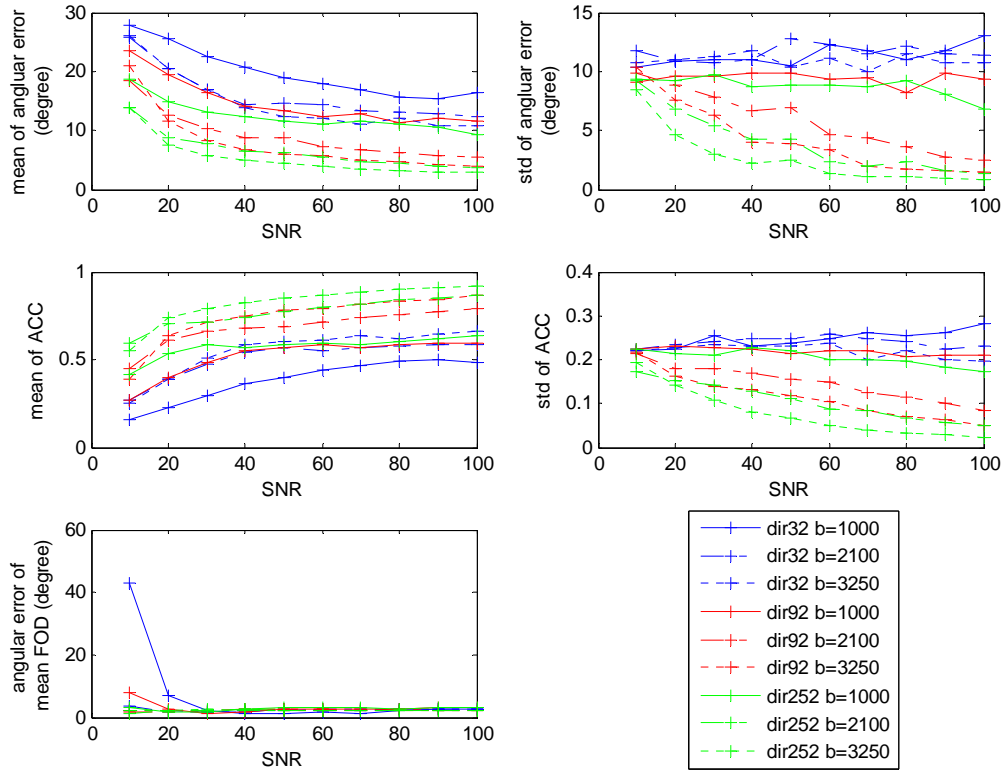 mean of angluar error
(degree)
30
20
10
0
0 20 40 60 80 100
SNR
std of anglular error
(degree)
15
10
5
0
0 20 40 60 80 100
SNR
mean of ACC
1
0.5
0
0 20 40 60 80 100
SNR
std of ACC
0.4
0.3
0.2
0.1
0
0 20 40 60 80 100
SNR
angular error of
mean FOD (degree)
60
40
20
0
0 20 40 60 80 100
SNR
dir32 b=1000
dir32 b=2100
dir32 b=3250
dir92 b=1000
dir92 b=2100
dir92 b=3250
dir252 b=1000
dir252 b=2100
dir252 b=3250